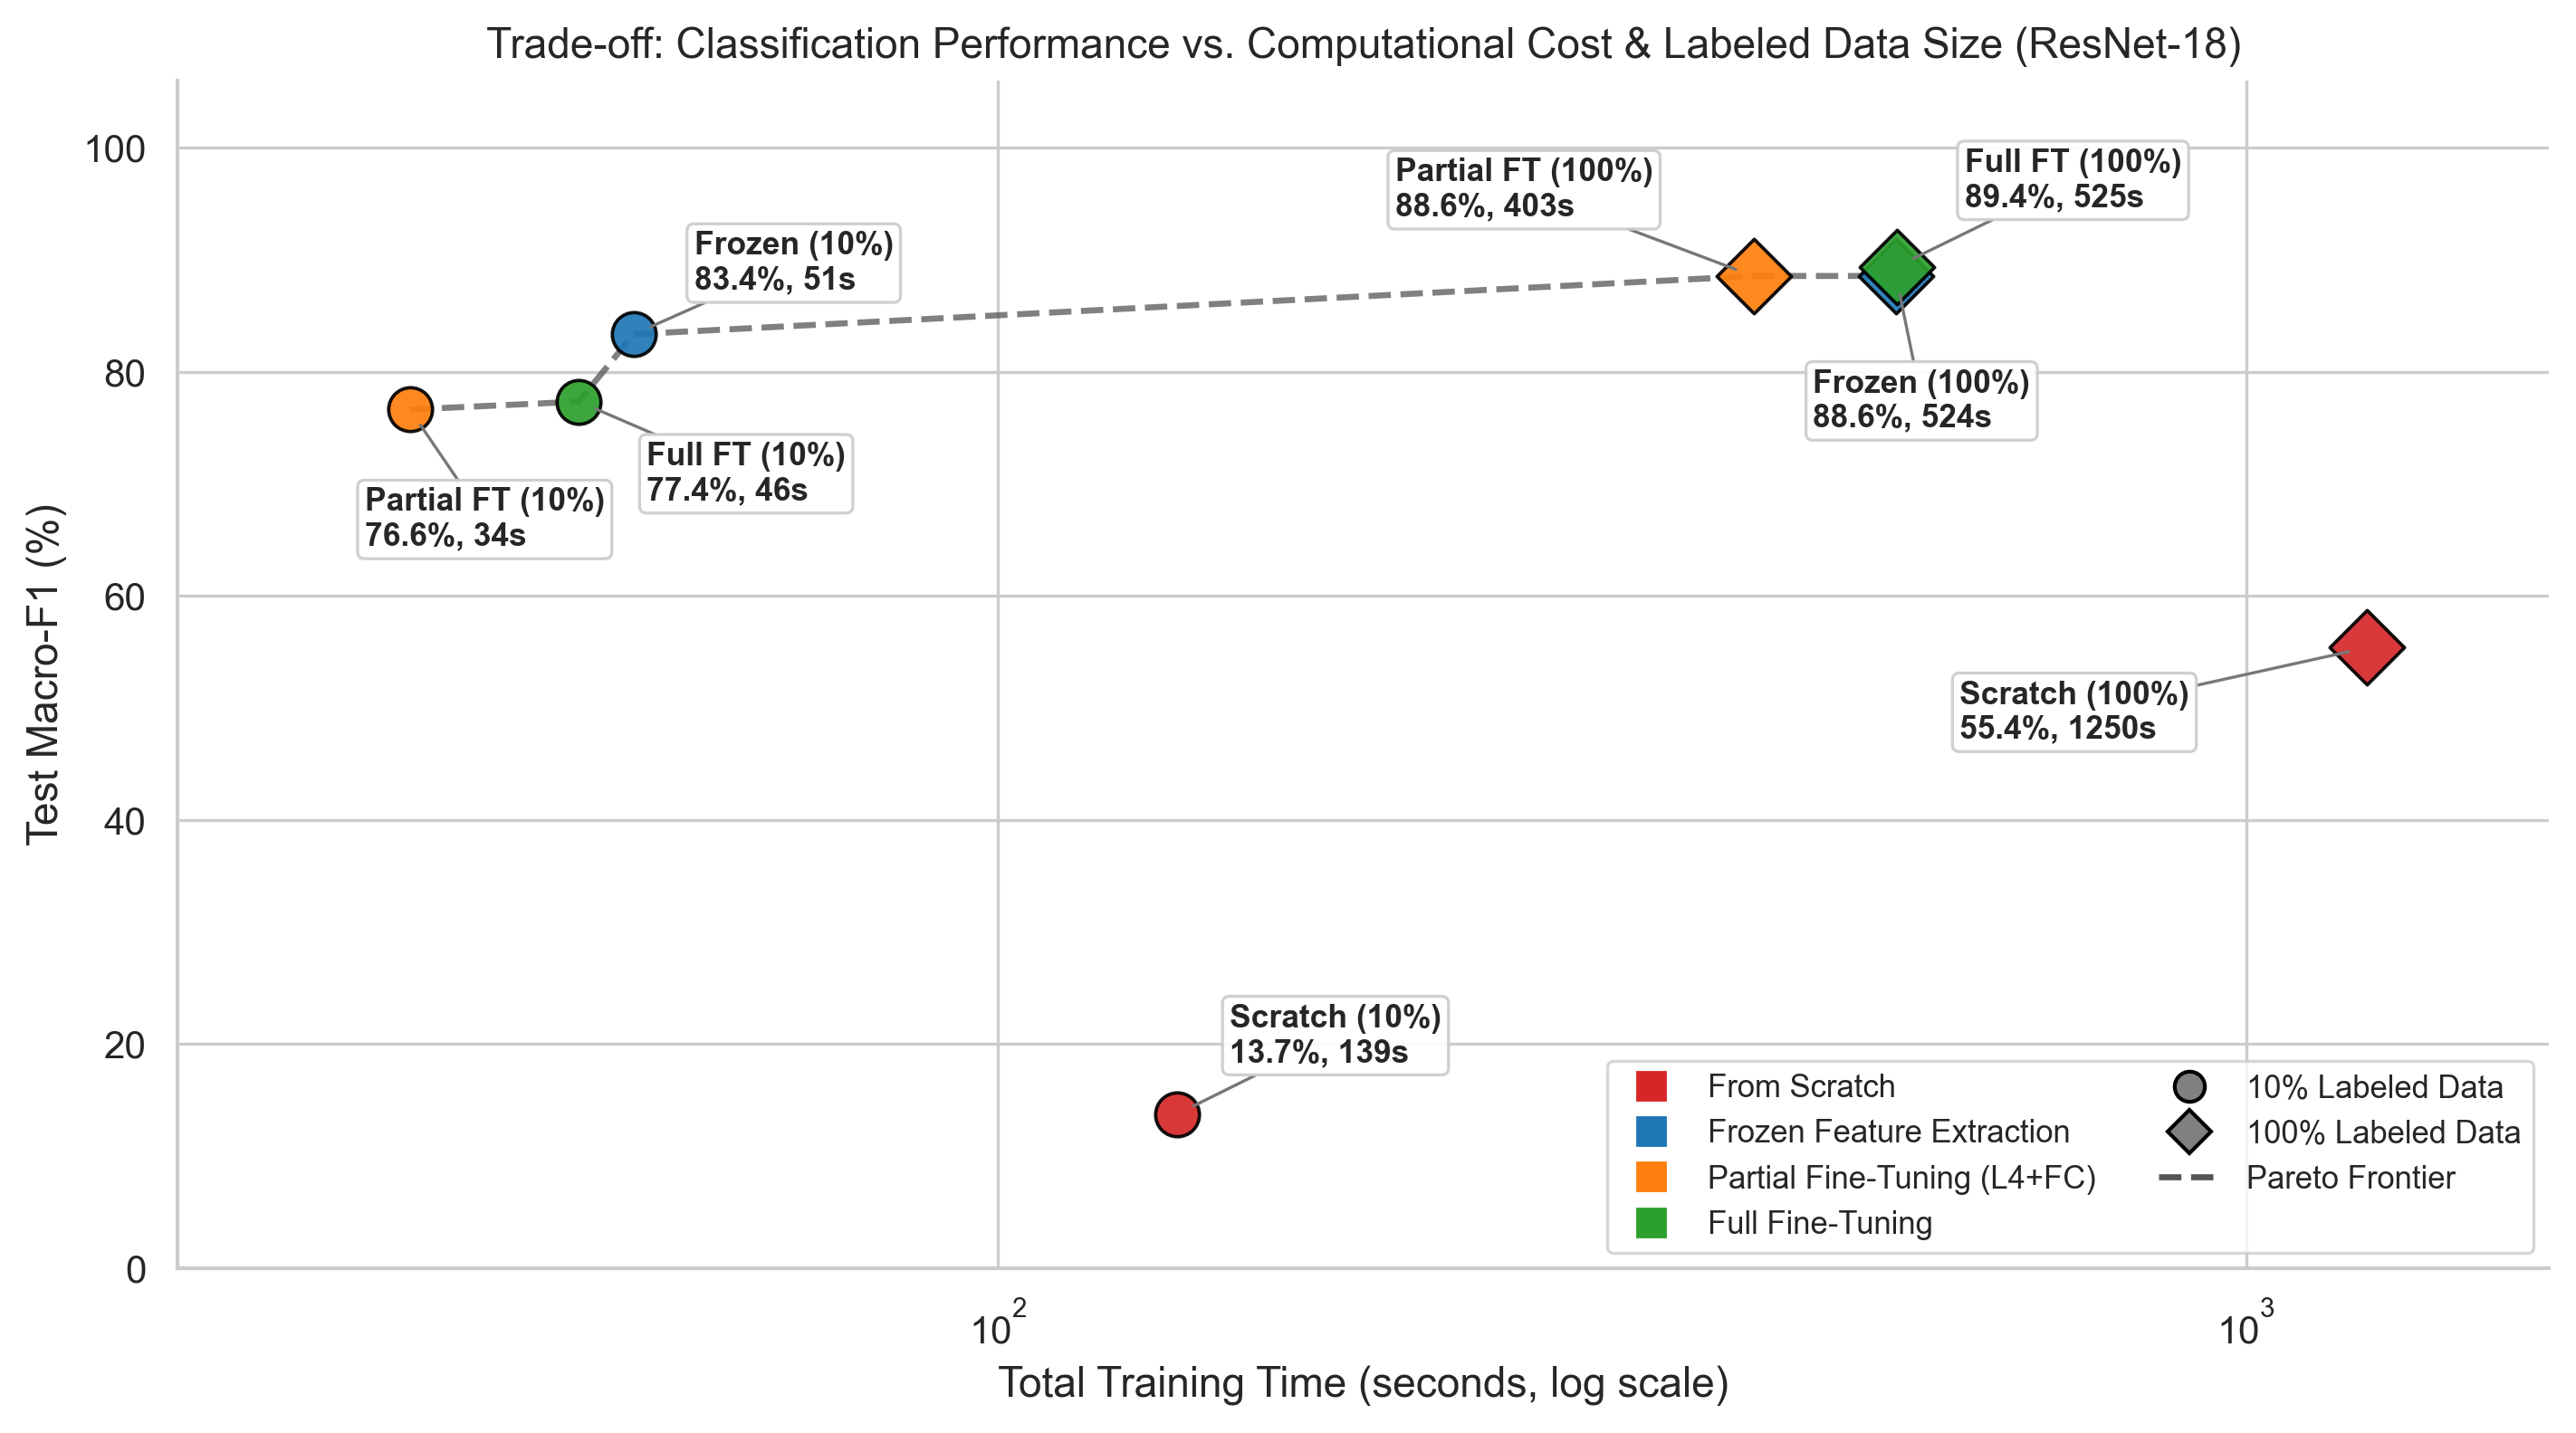 Trade-off: Classification Performance vs. Computational Cost & Labeled Data Size (ResNet-18)
Test Macro-F1 (%)
100
80
60
40
20
0
Partial FT (100%)
88.6%, 403s
Full FT (100%)
89.4%, 525s
Frozen (10%)
83.4%, 51s
Frozen (100%)
88.6%, 524s
Full FT (10%)
77.4%, 46s
Partial FT (10%)
76.6%, 34s
Scratch (100%)
55.4%, 1250s
Scratch (10%)
13.7%, 139s
From Scratch
Frozen Feature Extraction
Partial Fine-Tuning (L4+FC)
Full Fine-Tuning
10% Labeled Data
100% Labeled Data
Pareto Frontier
10²
10³
Total Training Time (seconds, log scale)